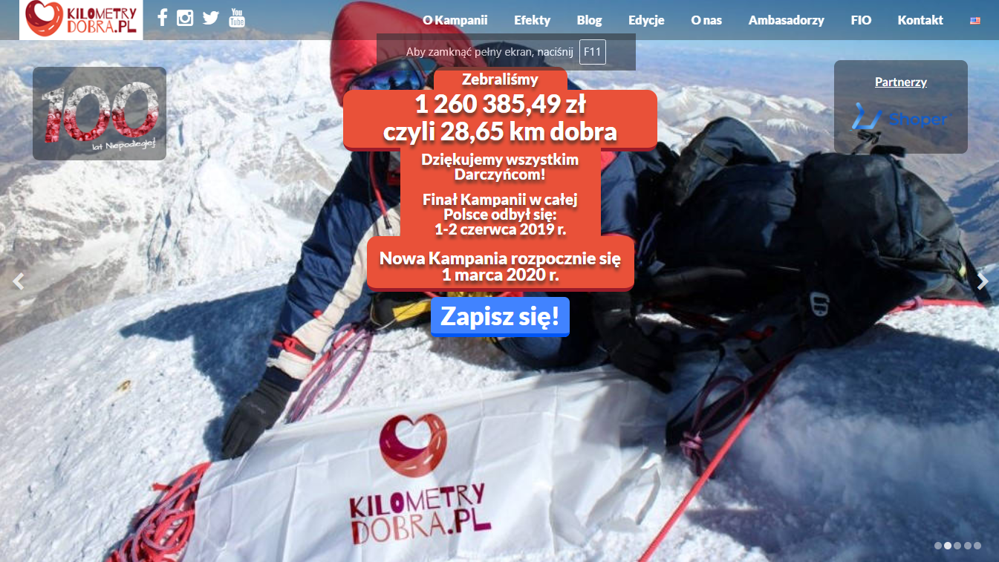 KILOMETRY
DOBRA.PL
You
Tube
O Kampanii
Efekty
Blog
Edycje
O nas
Ambasadorzy
FIO
Kontakt
Aby zamknąć pełny ekran, naciśnij F11
100
lat Niepodległej
Zebraliśmy
1 260 385,49 zł
czyli 28,65 km dobra
Dziękujemy wszystkim
Darczyńcom!
Finał Kampanii w całej
Polsce odbył się:
1-2 czerwca 2019 r.
Nowa Kampania rozpocznie się
1 marca 2020 r.
Zapisz się!
Partnerzy
Shoper
KILOMETRY
DOBRA.PL